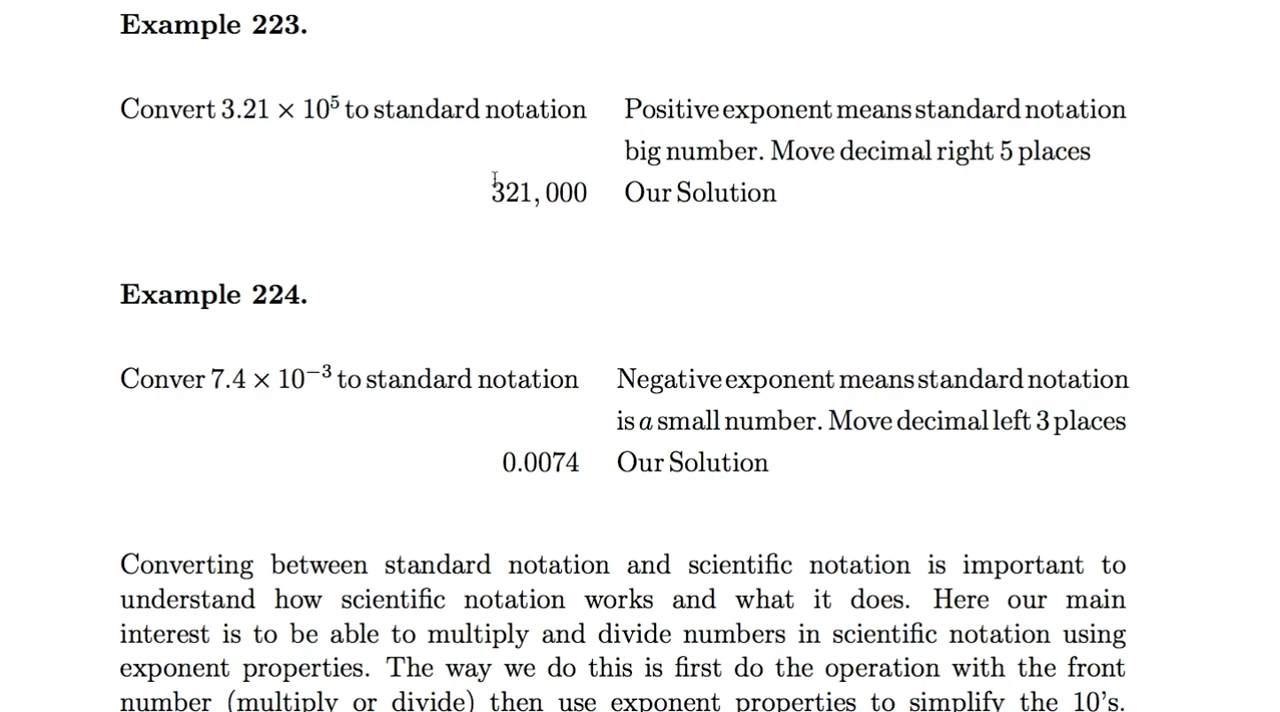 Example 223.
Convert 3.21 × 10⁵ to standard notation Positive exponent means standard notation
big number. Move decimal right 5 places
321,000 Our Solution
Example 224.
Conver 7.4 × 10⁻³ to standard notation Negative exponent means standard notation
is a small number. Move decimal left 3 places
0.0074 Our Solution
Converting between standard notation and scientific notation is important to
understand how scientific notation works and what it does. Here our main
interest is to be able to multiply and divide numbers in scientific notation using
exponent properties. The way we do this is first do the operation with the front
number (multiply or divide) then use exponent properties to simplify the 10's.